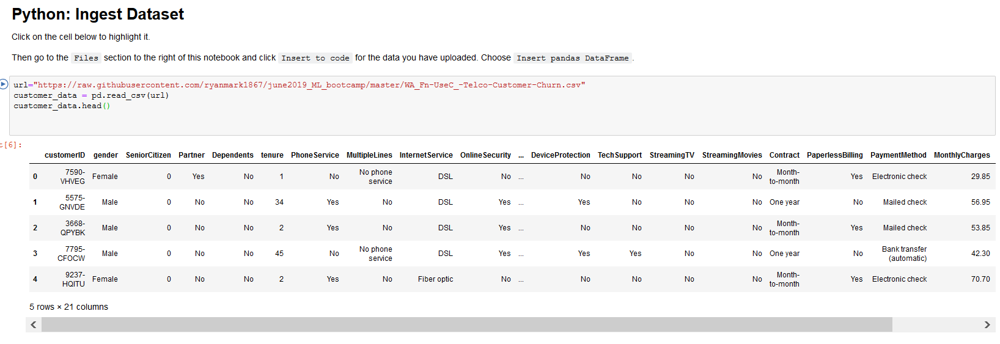 Python: Ingest Dataset
Click on the cell below to highlight it.
Then go to the Files section to the right of this notebook and click Insert to code for the data you have uploaded. Choose Insert pandas DataFrame .
url="https://raw.githubusercontent.com/ryanmark1867/june2019_ML_bootcamp/master/WA_Fn-UseC_-Telco-Customer-Churn.csv"
customer_data = pd.read_csv(url)
customer_data.head()
t[6]:
customerID gender SeniorCitizen Partner Dependents tenure PhoneService MultipleLines InternetService OnlineSecurity ... DeviceProtection TechSupport StreamingTV StreamingMovies Contract PaperlessBilling PaymentMethod MonthlyCharges
0 7590-VHVEG Female 0 Yes No 1 No No phone service DSL No ... No No No No Month-to-month Yes Electronic check 29.85
1 5575-GNVDE Male 0 No No 34 Yes No DSL Yes ... Yes No No No One year No Mailed check 56.95
2 3668-QPYBK Male 0 No No 2 Yes No DSL Yes ... No No No No Month-to-month Yes Mailed check 53.85
3 7795-CFOCW Male 0 No No 45 No No phone service DSL Yes ... Yes Yes No No One year No Bank transfer (automatic) 42.30
4 9237-HQITU Female 0 No No 2 Yes No Fiber optic No ... No No No No Month-to-month Yes Electronic check 70.70
5 rows × 21 columns